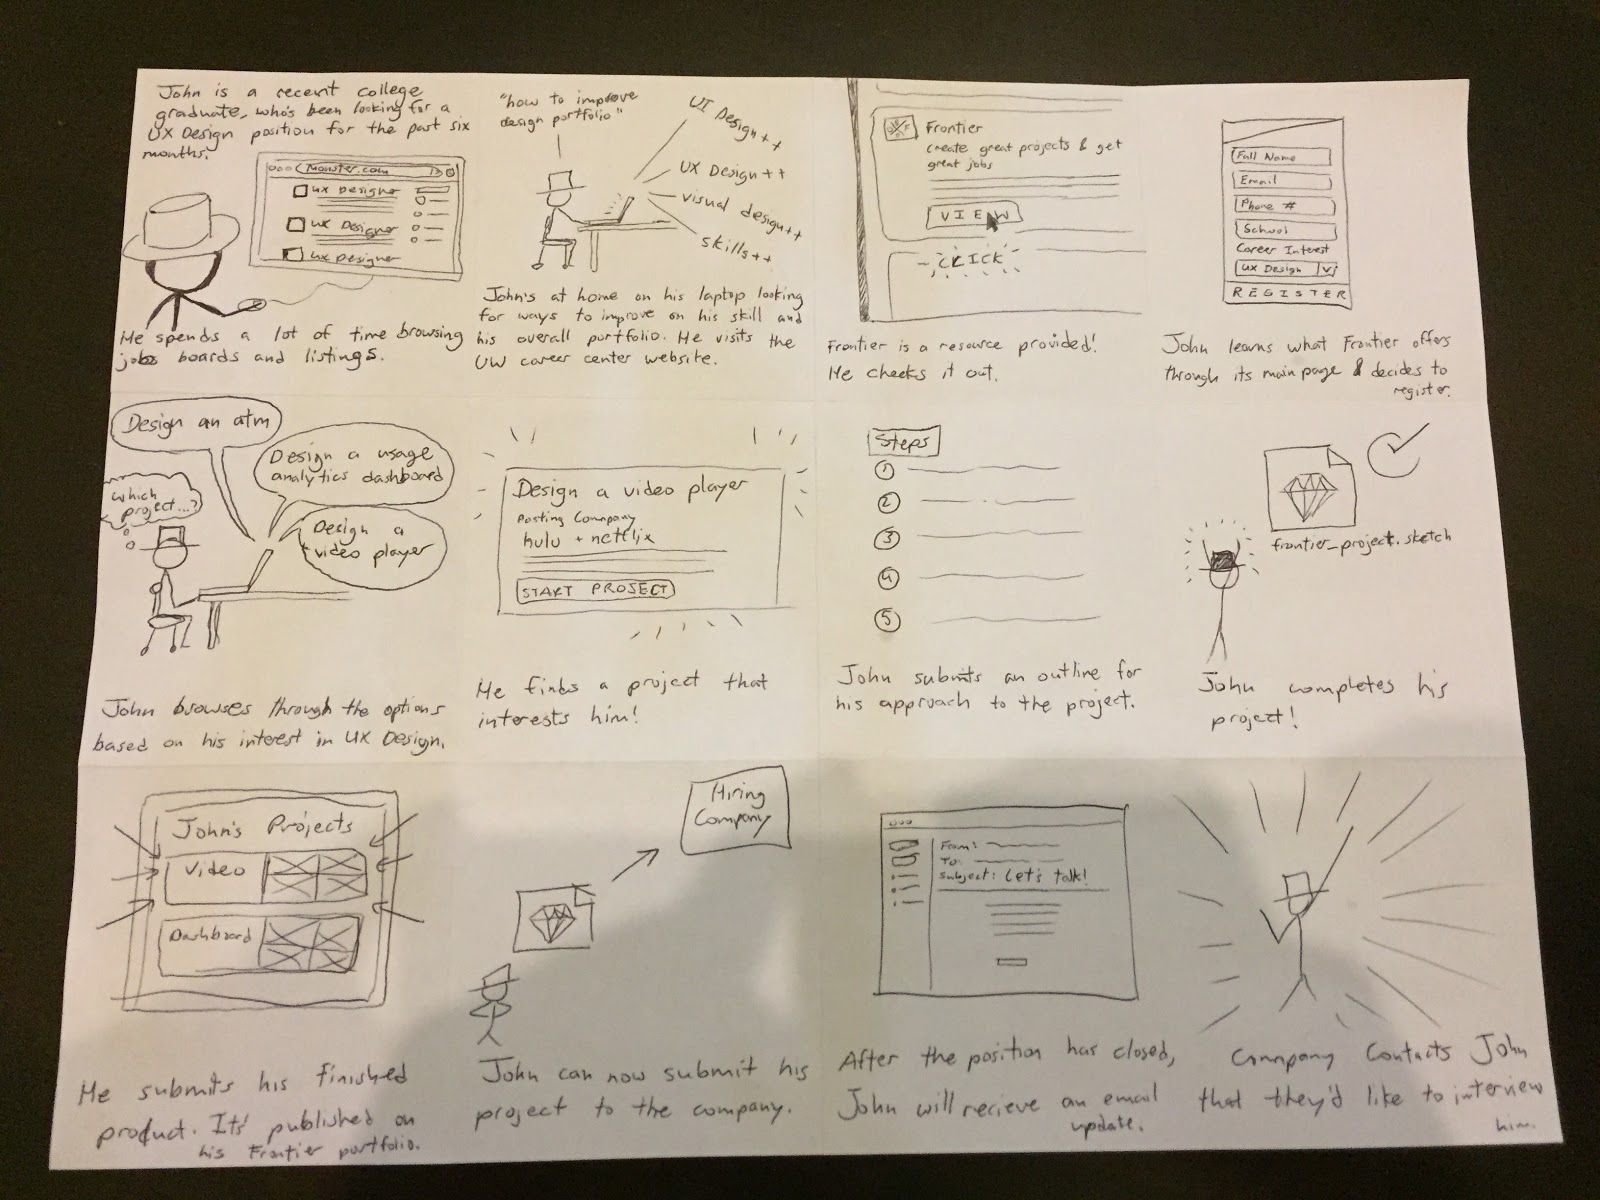 John is a recent college
graduate, who's been looking for a
UX Design position for the past six
months.
monster.com
UX Designer
UX Designer
UX Designer
He spends a lot of time browsing
jobs boards and listings.
"how to improve
design portfolio"
UI Design++
UX Design++
visual design++
skills++
John's at home on his laptop looking
for ways to improve on his skill and
his overall portfolio. He visits the
UW career center website.
Frontier
create great projects & get
great jobs
VIEW
CLICK
Frontier is a resource provided!
He checks it out.
Full Name
Email
Phone #
School
Career Interest
UX Design
REGISTER
John learns what Frontier offers
through its main page & decides to
register.
Design an atm
Design a usage
analytics dashboard
which
project...?
Design a
video player
John browses through the options
based on his interest in UX Design.
Design a video player
Posting Company
hulu + netflix
START PROJECT
He finds a project that
interests him!
Steps
1
2
3
4
5
John submits an outline for
his approach to the project.
frontier_project.sketch
John completes his
project!
John's Projects
Video
Dashboard
He submits his finished
product. It's published on
his Frontier portfolio.
Hiring
Company
John can now submit his
project to the company.
From:
To:
Subject: Let's talk!
After the position has closed,
John will recieve an email
update.
Company contacts John
that they'd like to interview
him.